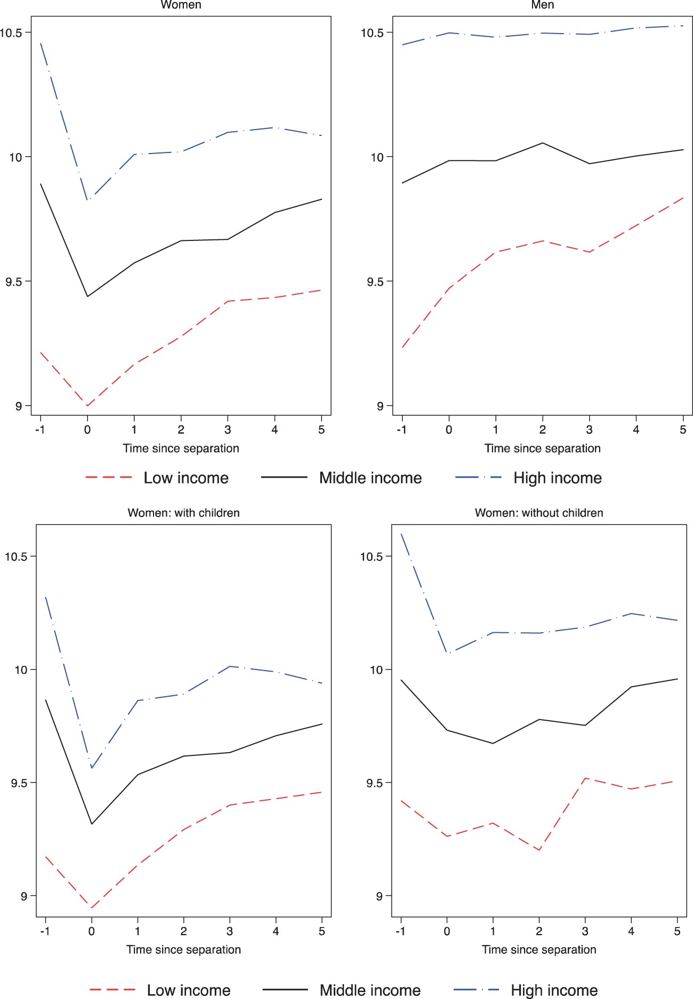 Women
Men
10.5
10
9.5
9
-1 0 1 2 3 4 5
Time since separation
10.5
10
9.5
9
-1 0 1 2 3 4 5
Time since separation
Low income Middle income High income
Women: with children
Women: without children
10.5
10
9.5
9
-1 0 1 2 3 4 5
Time since separation
10.5
10
9.5
9
-1 0 1 2 3 4 5
Time since separation
Low income Middle income High income